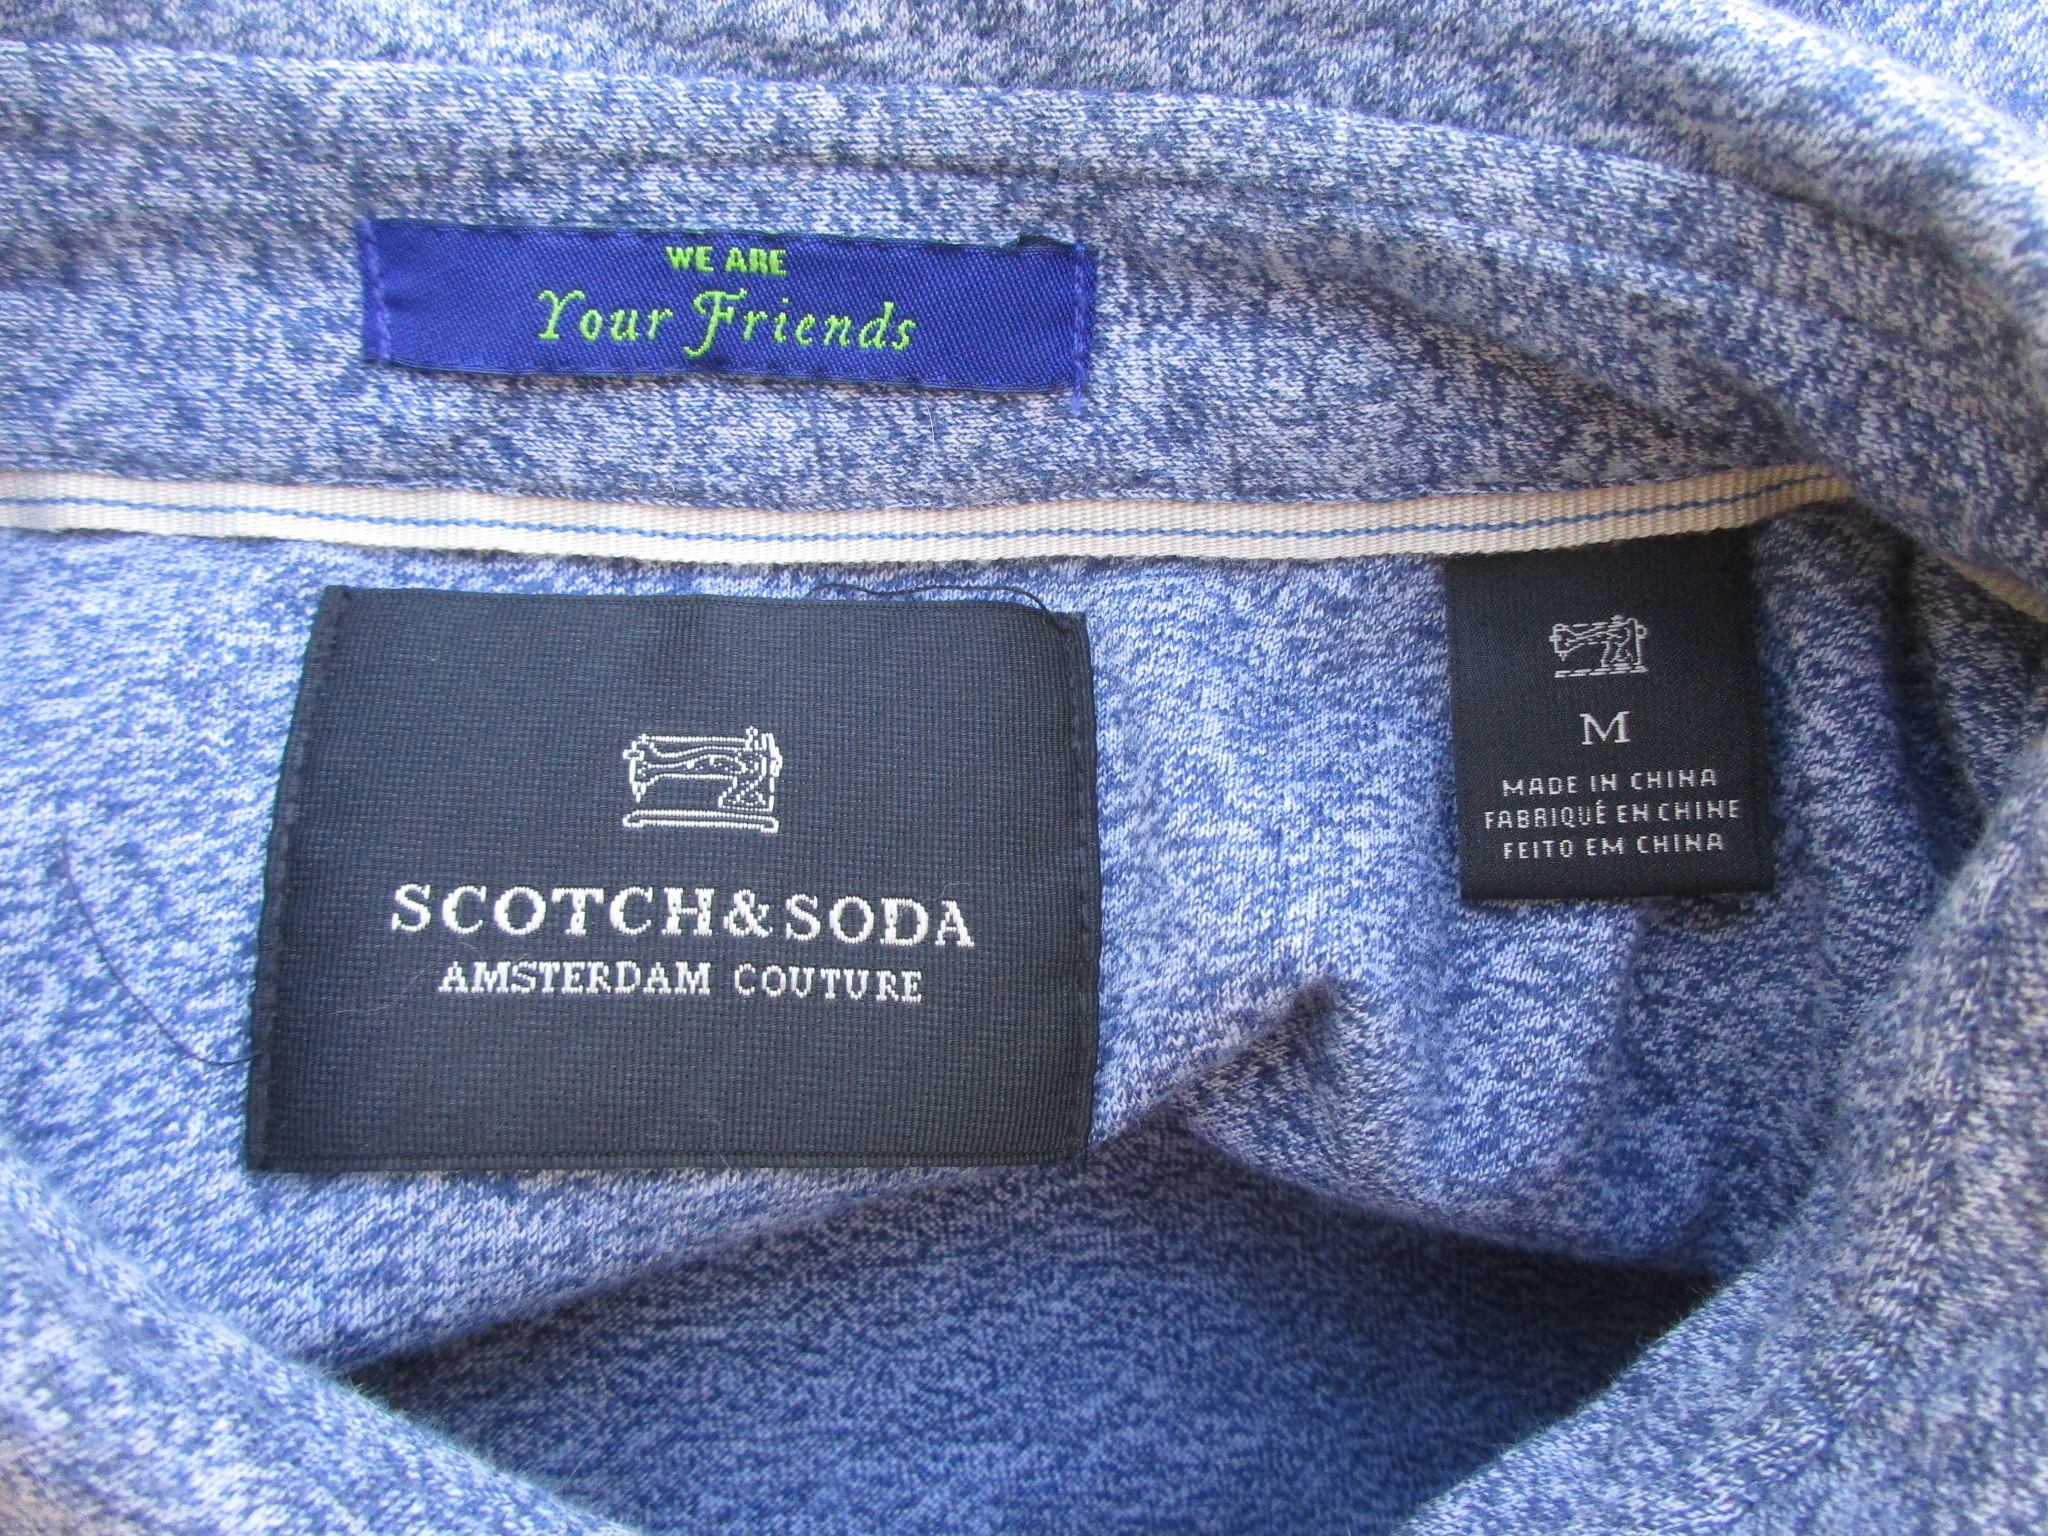 WE ARE
Your Friends
SCOTCH&SODA
AMSTERDAM COUTURE
M
MADE IN CHINA
FABRIQUÉ EN CHINE
FEITO EM CHINA